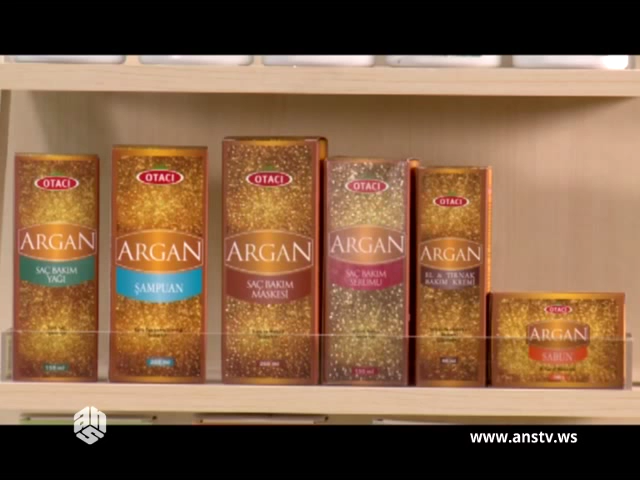 OTACI
ARGAN
SAÇ BAKIM
YAĞI
OTACI
ARGAN
ŞAMPUAN
OTACI
ARGAN
SAÇ BAKIM
MASKESİ
OTACI
ARGAN
SAÇ BAKIM
SERUMU
OTACI
ARGAN
EL & TIRNAK
BAKIM KREMİ
OTACI
ARGAN
SABUN
www.anstv.ws